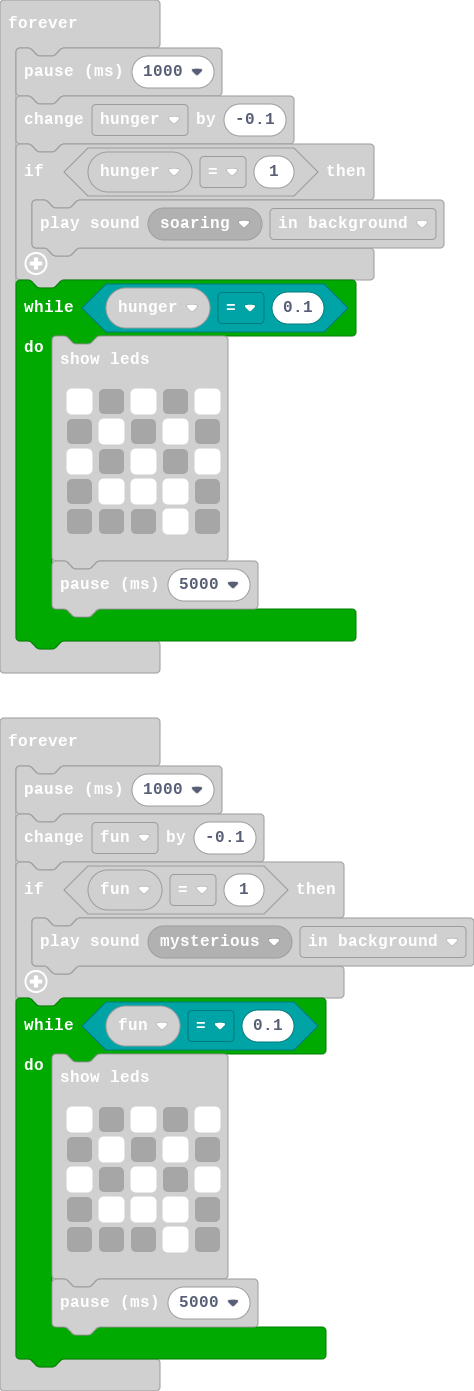 forever
pause (ms) 1000
change hunger by -0.1
if hunger = 1 then
play sound soaring in background
while hunger = 0.1
do
show leds
pause (ms) 5000
forever
pause (ms) 1000
change fun by -0.1
if fun = 1 then
play sound mysterious in background
while fun = 0.1
do
show leds
pause (ms) 5000